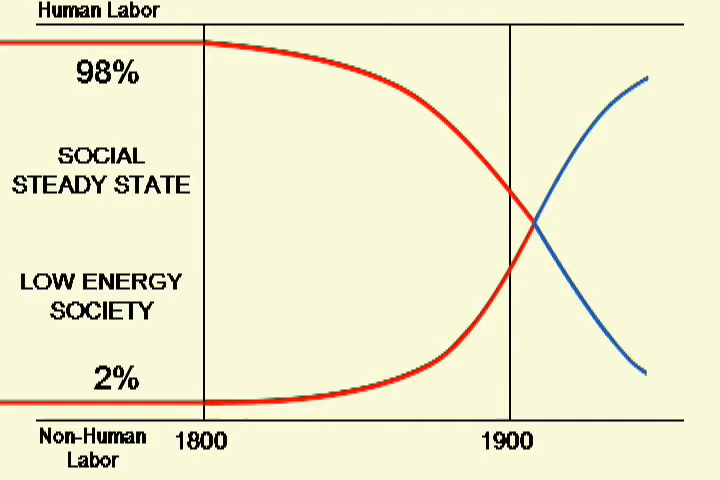 Human Labor
98%
SOCIAL
STEADY STATE
LOW ENERGY
SOCIETY
2%
Non-Human
Labor
1800
1900